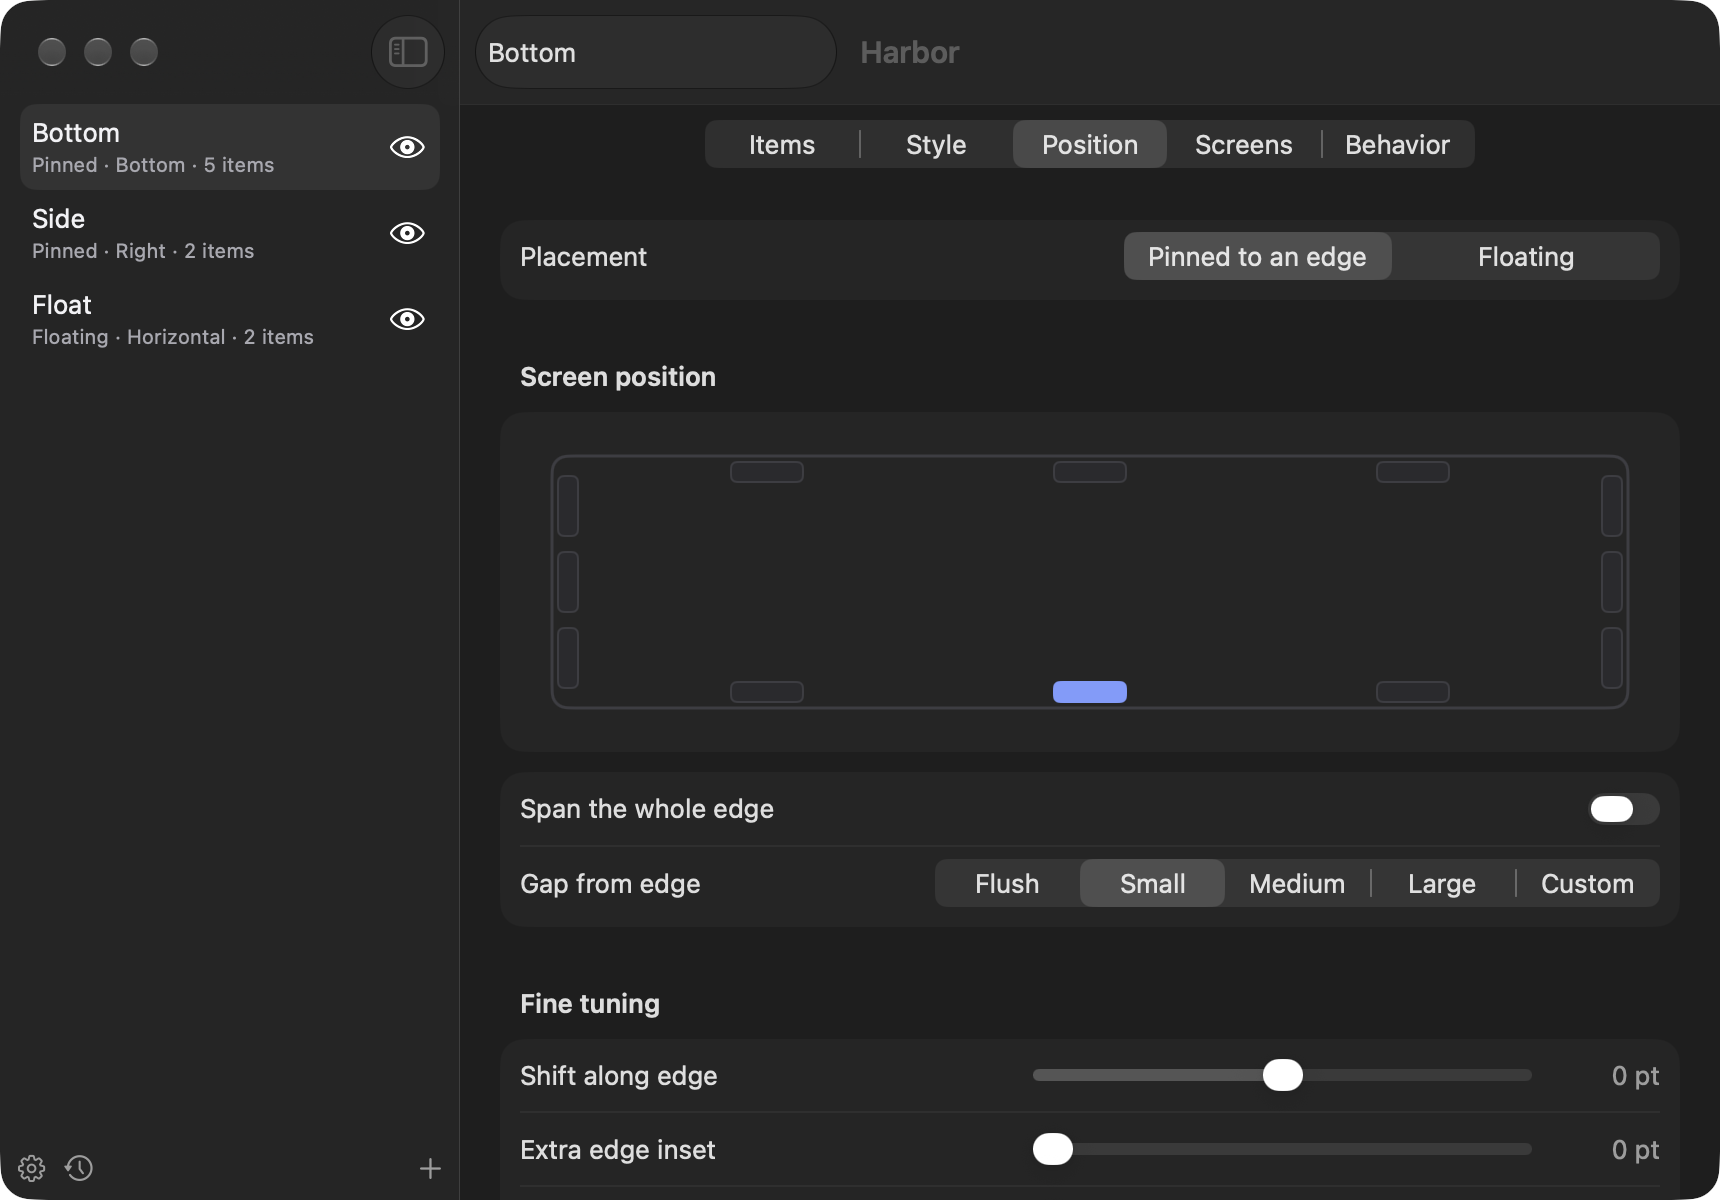 Bottom
Harbor
Bottom
Pinned · Bottom · 5 items
Side
Pinned · Right · 2 items
Float
Floating · Horizontal · 2 items
Items
Style
Position
Screens
Behavior
Placement
Pinned to an edge
Floating
Screen position
Span the whole edge
Gap from edge
Flush
Small
Medium
Large
Custom
Fine tuning
Shift along edge
0 pt
Extra edge inset
0 pt